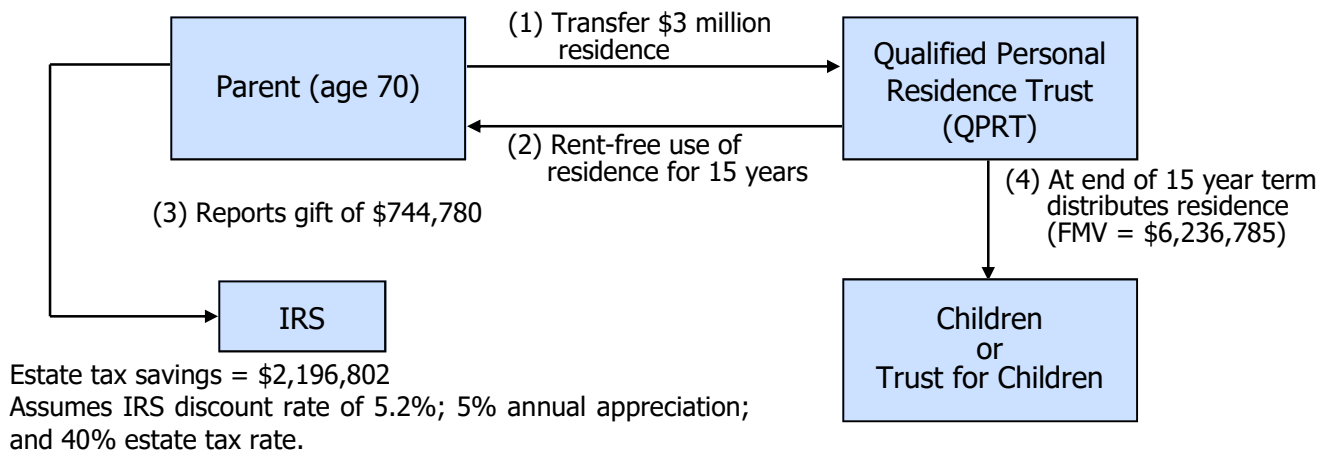 (1) Transfer $3 million
residence
Parent (age 70)
Qualified Personal
Residence Trust
(QPRT)
(2) Rent-free use of
residence for 15 years
(3) Reports gift of $744,780
(4) At end of 15 year term
distributes residence
(FMV = $6,236,785)
IRS
Children
or
Trust for Children
Estate tax savings = $2,196,802
Assumes IRS discount rate of 5.2%; 5% annual appreciation;
and 40% estate tax rate.